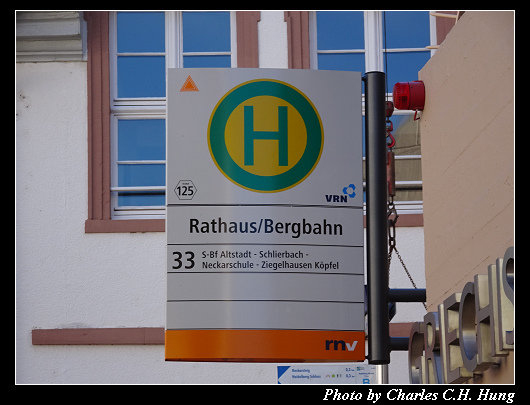 H
125
VRN
Rathaus/Bergbahn
33 S-Bf Altstadt - Schlierbach -
Neckarschule - Ziegelhausen Köpfel
rnv
Photo by Charles C.H. Hung